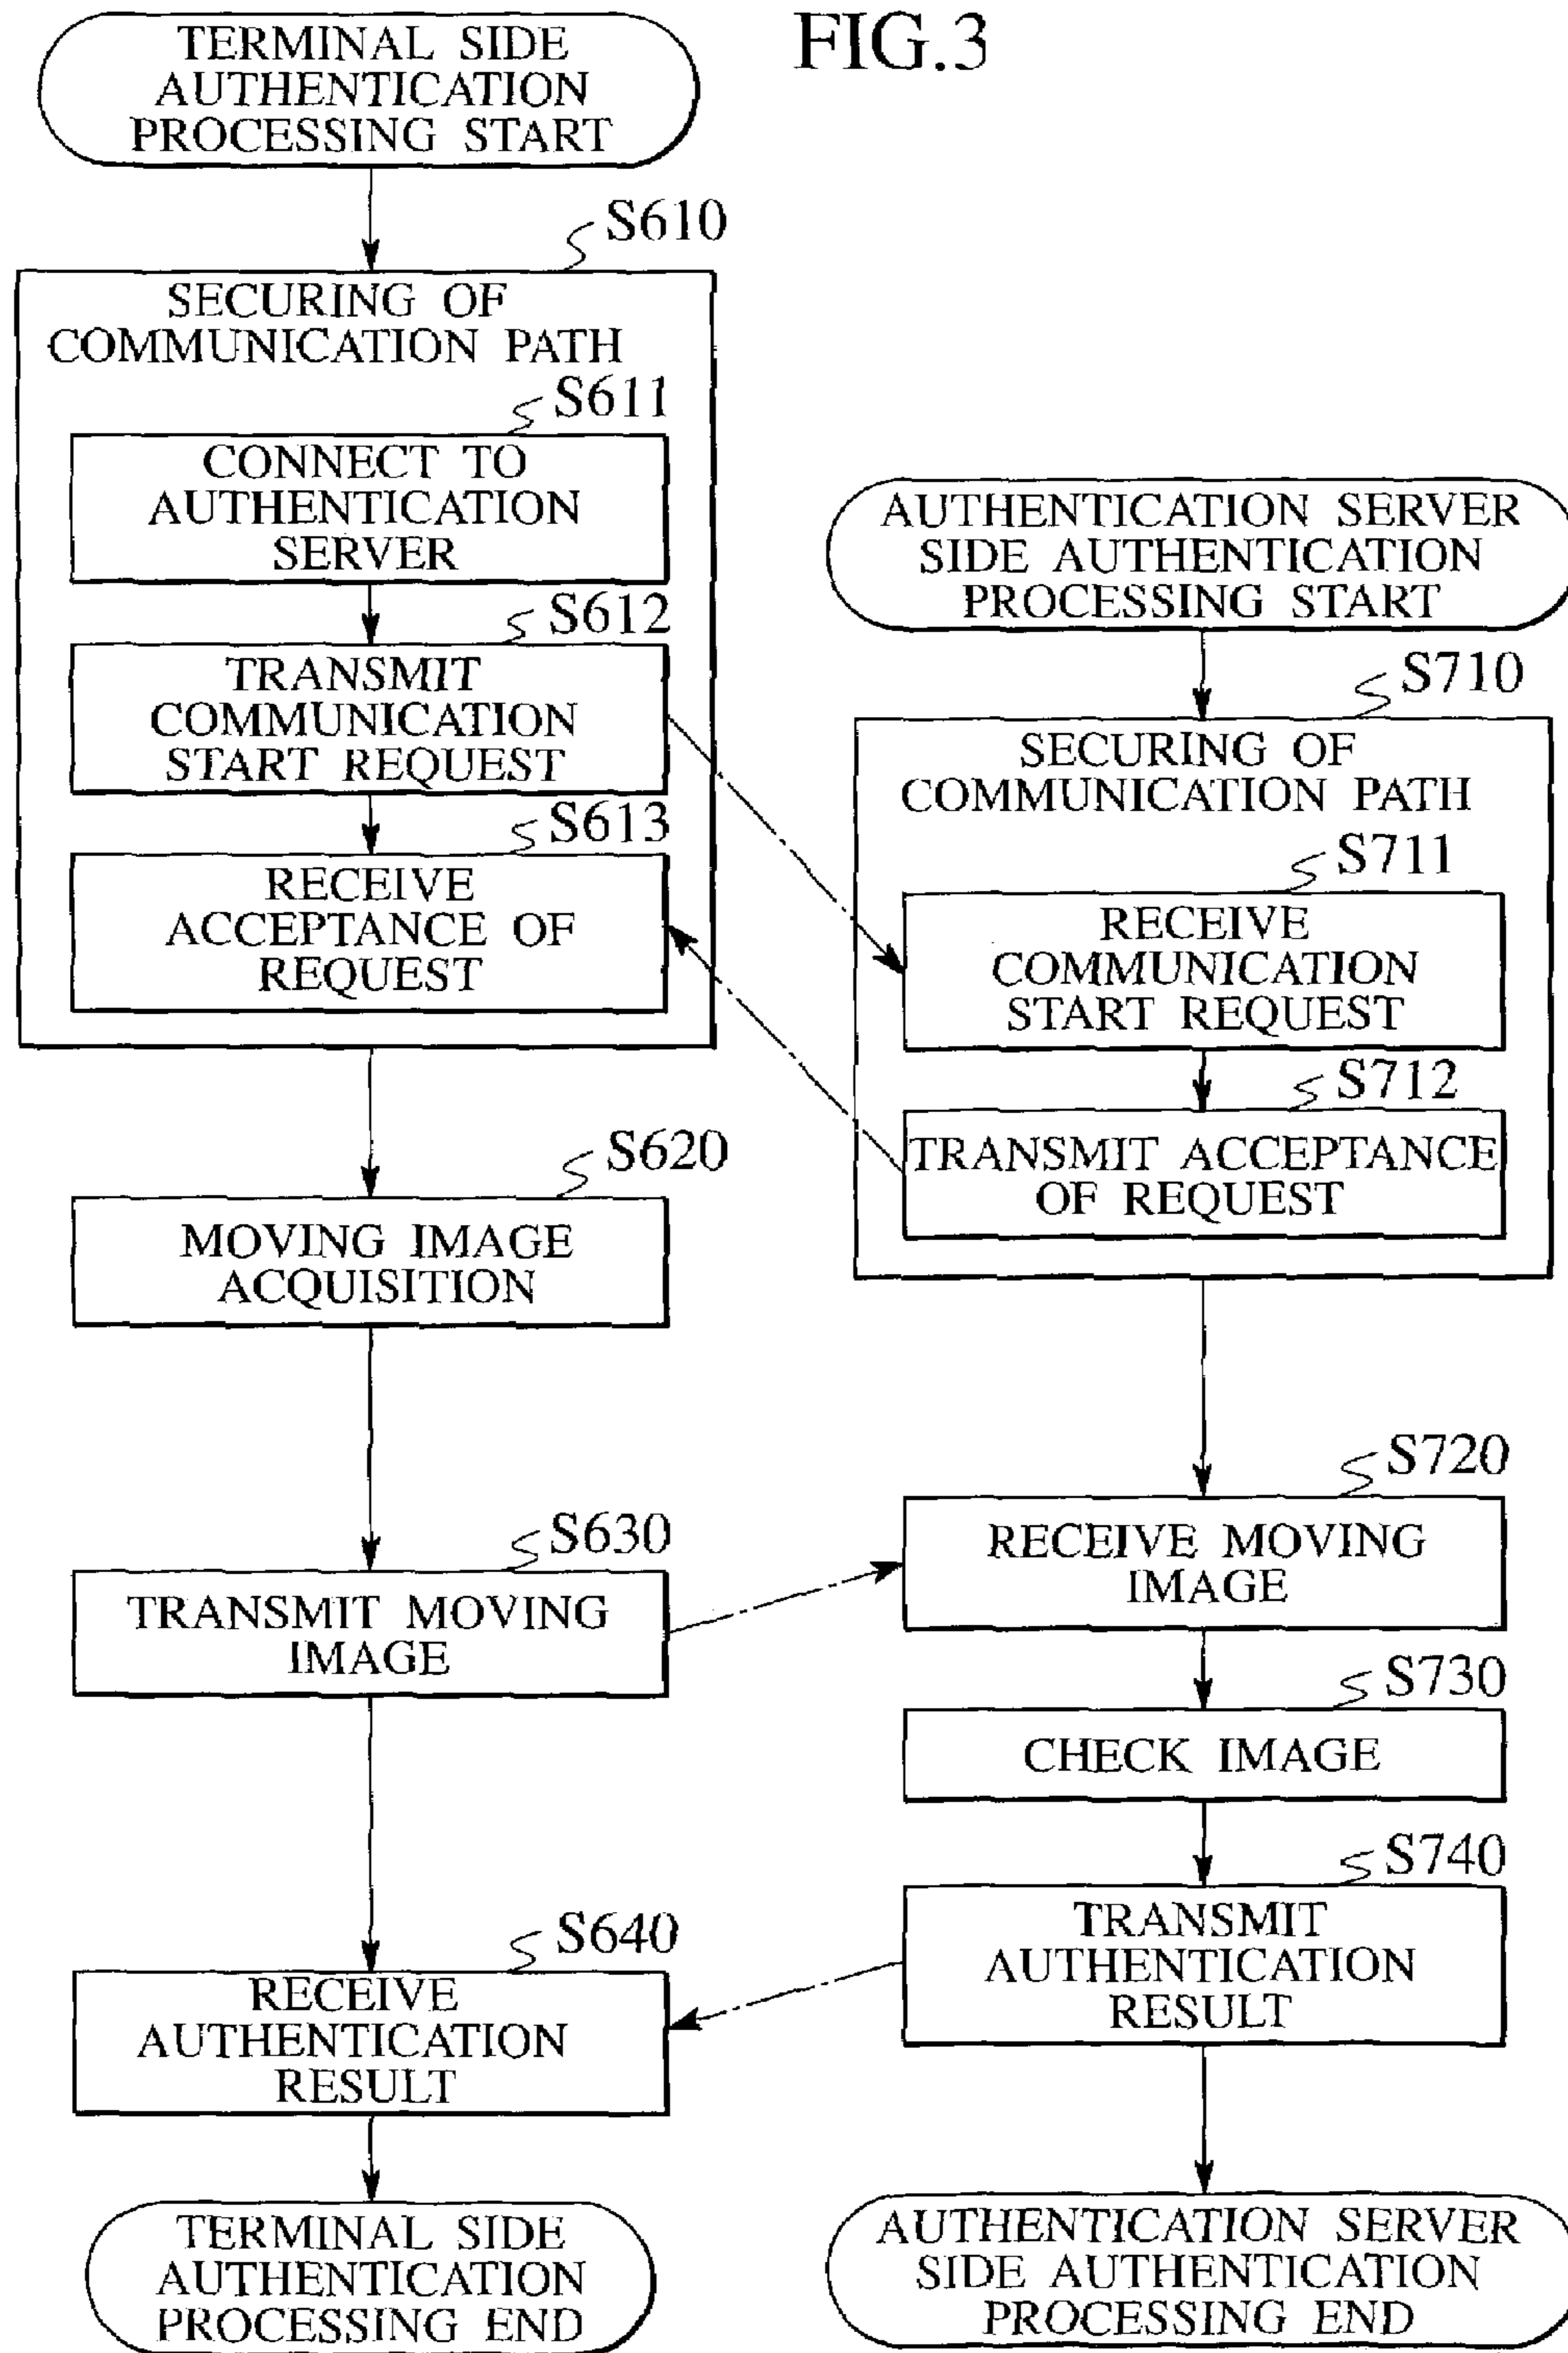 FIG.3
TERMINAL SIDE
AUTHENTICATION
PROCESSING START
S610
SECURING OF
COMMUNICATION PATH
S611
CONNECT TO
AUTHENTICATION
SERVER
S612
TRANSMIT
COMMUNICATION
START REQUEST
S613
RECEIVE
ACCEPTANCE OF
REQUEST
S620
MOVING IMAGE
ACQUISITION
S630
TRANSMIT MOVING
IMAGE
S640
RECEIVE
AUTHENTICATION
RESULT
TERMINAL SIDE
AUTHENTICATION
PROCESSING END
AUTHENTICATION SERVER
SIDE AUTHENTICATION
PROCESSING START
S710
SECURING OF
COMMUNICATION PATH
S711
RECEIVE
COMMUNICATION
START REQUEST
S712
TRANSMIT ACCEPTANCE
OF REQUEST
S720
RECEIVE MOVING
IMAGE
S730
CHECK IMAGE
S740
TRANSMIT
AUTHENTICATION
RESULT
AUTHENTICATION SERVER
SIDE AUTHENTICATION
PROCESSING END